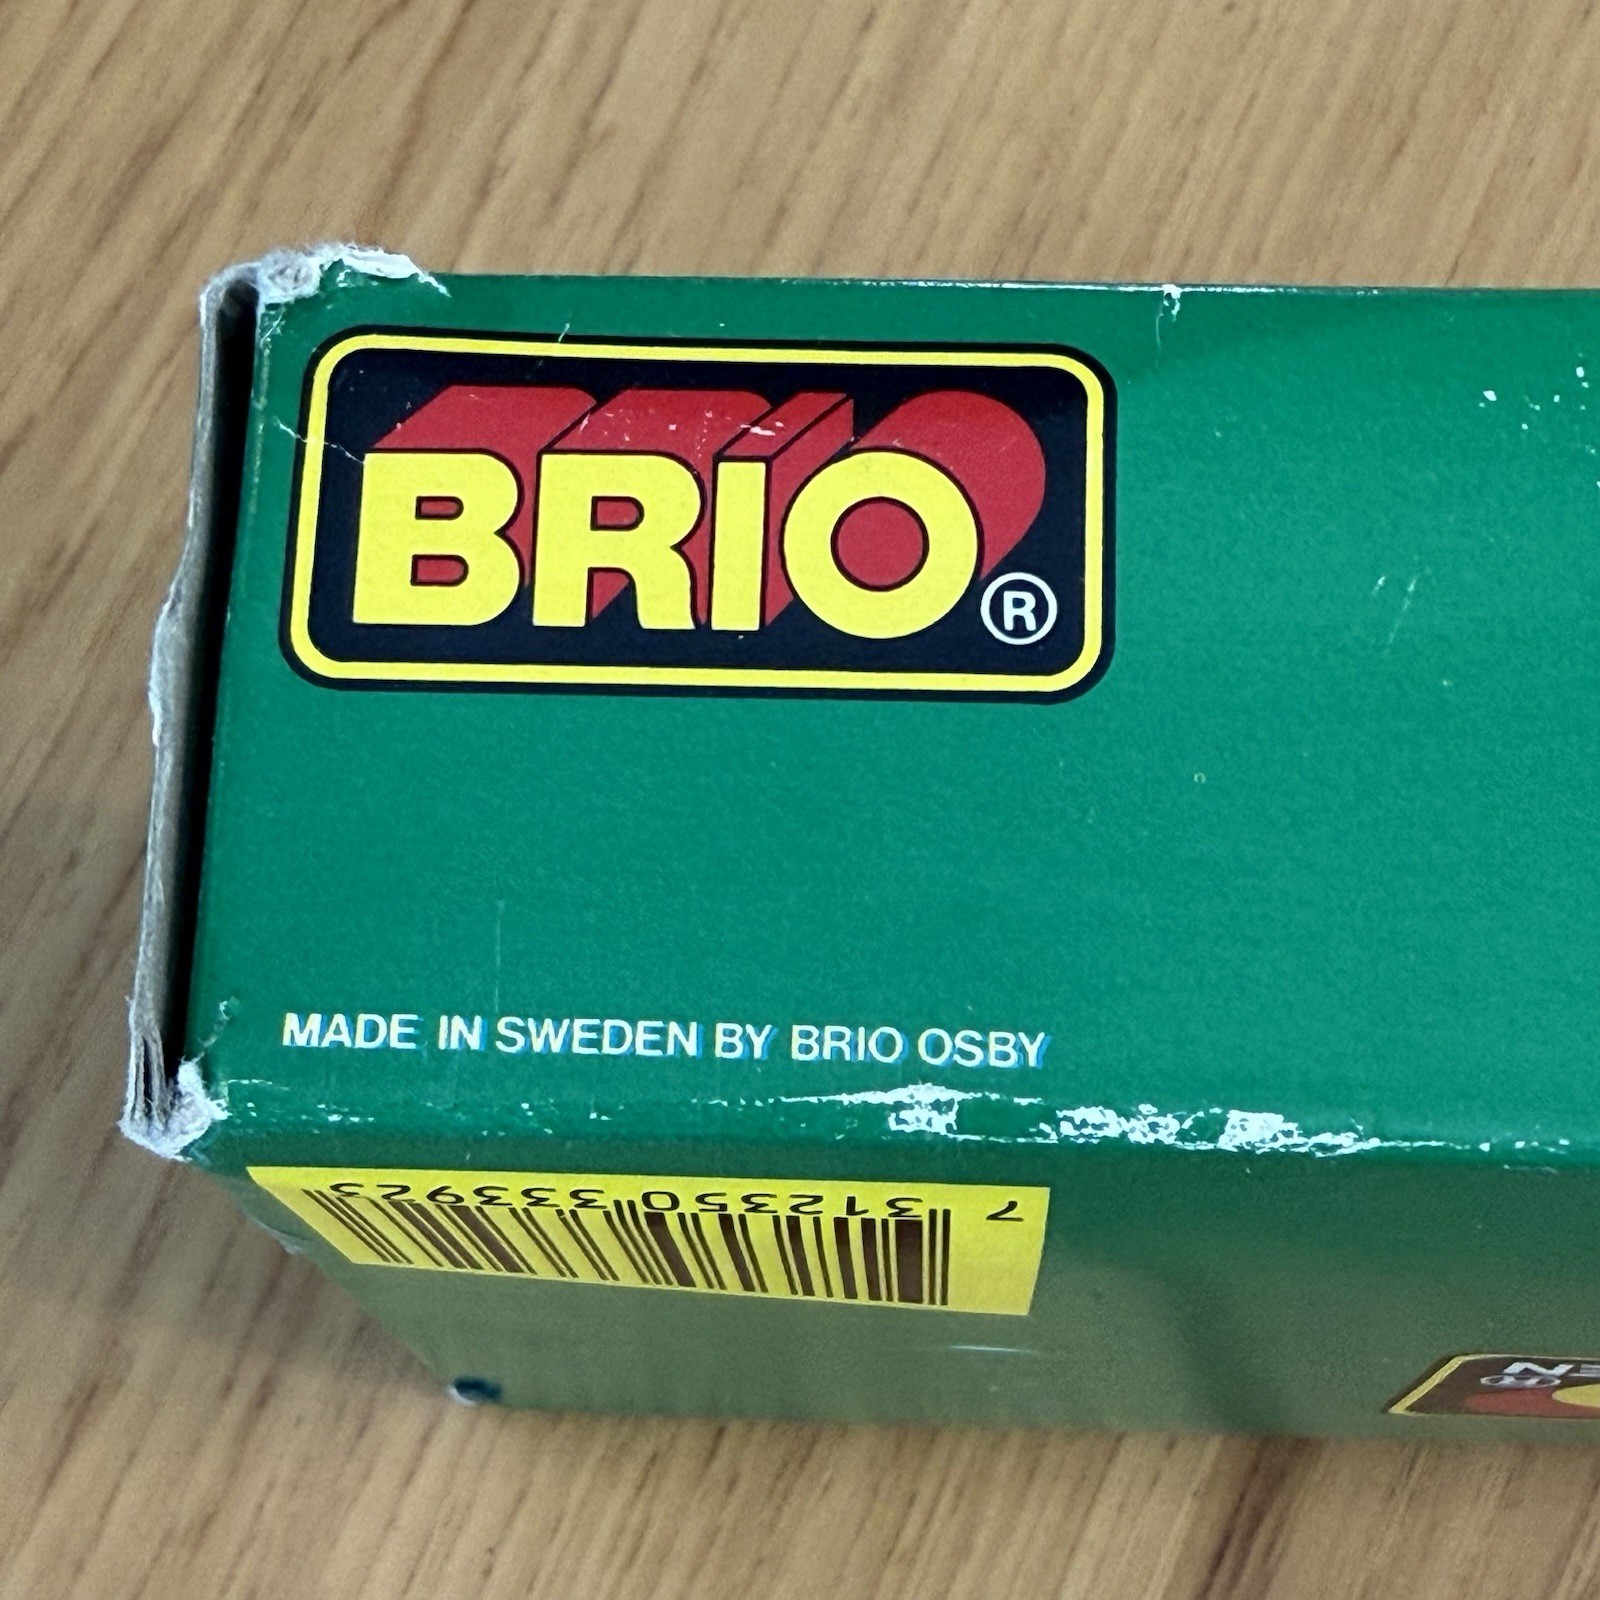 BRIO®
MADE IN SWEDEN BY BRIO OSBY
7 312350 333923